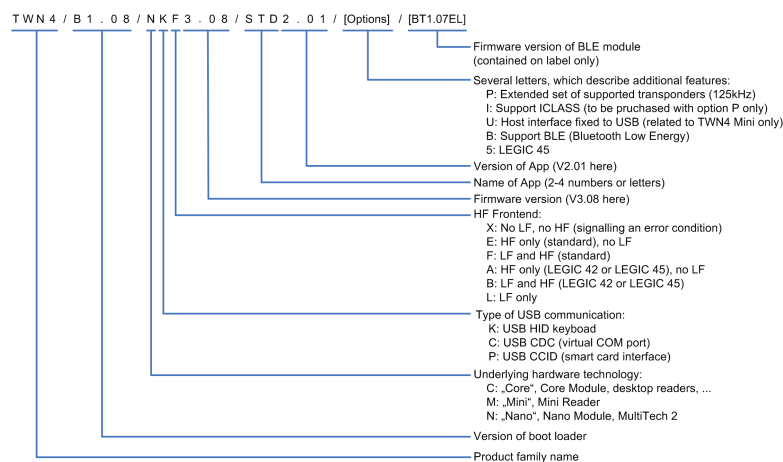 TWN4/B1.08/NKF3.08/STD2.01/[Options]/[BT1.07EL]
Firmware version of BLE module
(contained on label only)
Several letters, which describe additional features:
P: Extended set of supported transponders (125kHz)
I: Support ICLASS (to be pruchased with option P only)
U: Host interface fixed to USB (related to TWN4 Mini only)
B: Support BLE (Bluetooth Low Energy)
5: LEGIC 45
Version of App (V2.01 here)
Name of App (2-4 numbers or letters)
Firmware version (V3.08 here)
HF Frontend:
X: No LF, no HF (signalling an error condition)
E: HF only (standard), no LF
F: LF and HF (standard)
A: HF only (LEGIC 42 or LEGIC 45), no LF
B: LF and HF (LEGIC 42 or LEGIC 45)
L: LF only
Type of USB communication:
K: USB HID keyboad
C: USB CDC (virtual COM port)
P: USB CCID (smart card interface)
Underlying hardware technology:
C: „Core“, Core Module, desktop readers, ...
M: „Mini“, Mini Reader
N: „Nano“, Nano Module, MultiTech 2
Version of boot loader
Product family name